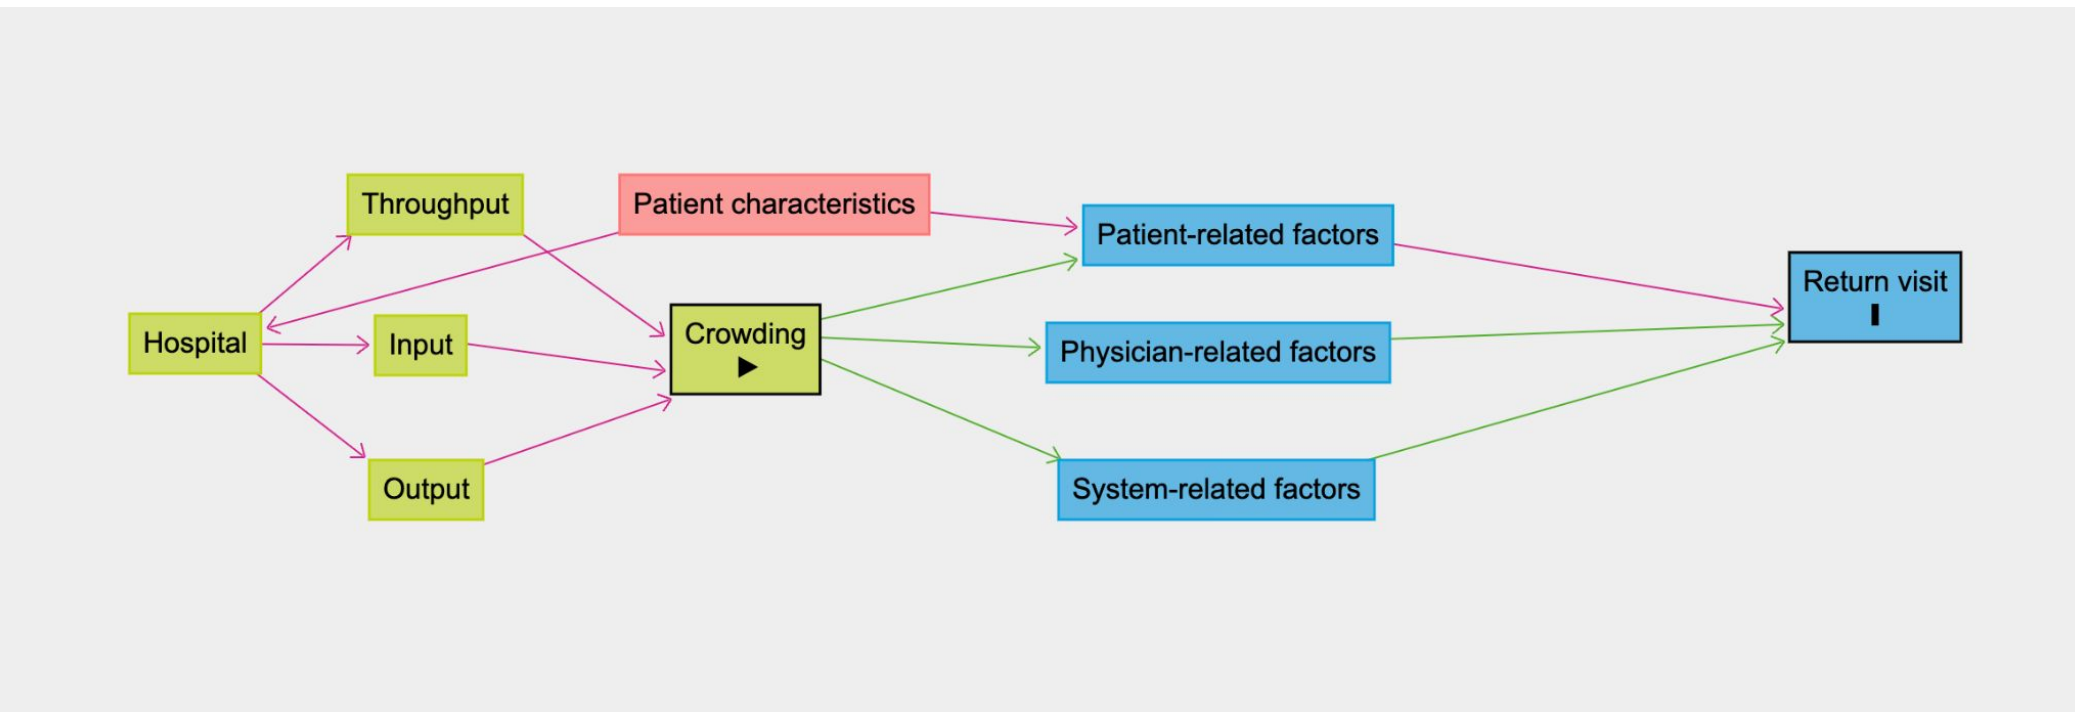 Throughput
Patient characteristics
Patient-related factors
Return visit
Hospital
Input
Crowding
Physician-related factors
Output
System-related factors